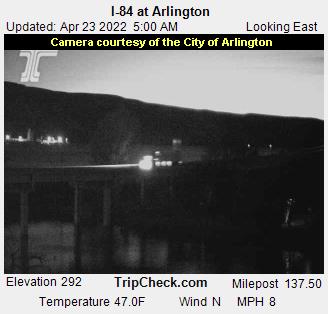 I-84 at Arlington
Updated: Apr 23 2022 5:00 AM Looking East
Camera courtesy of the City of Arlington
Elevation 292 TripCheck.com Milepost 137.50
Temperature 47.0F Wind N MPH 8